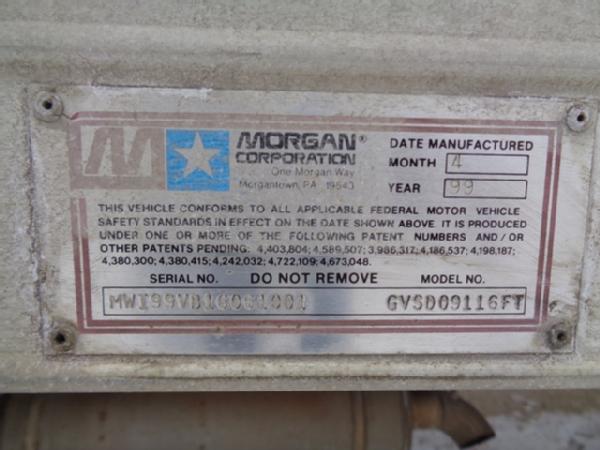 M
MORGAN®
CORPORATION
One Morgan Way
Morgantown, PA. 19543
DATE MANUFACTURED
MONTH 4
YEAR 99
THIS VEHICLE CONFORMS TO ALL APPLICABLE FEDERAL MOTOR VEHICLE
SAFETY STANDARDS IN EFFECT ON THE DATE SHOWN ABOVE IT IS PRODUCED
UNDER ONE OR MORE OF THE FOLLOWING PATENT NUMBERS AND/OR
OTHER PATENTS PENDING: 4,403,804; 4,589,507; 3,986,317; 4,186,537; 4,198,187;
4,380,300; 4,380,415; 4,242,032; 4,722,109; 4,673,048.
SERIAL NO. DO NOT REMOVE MODEL NO.
GVSD09116FT